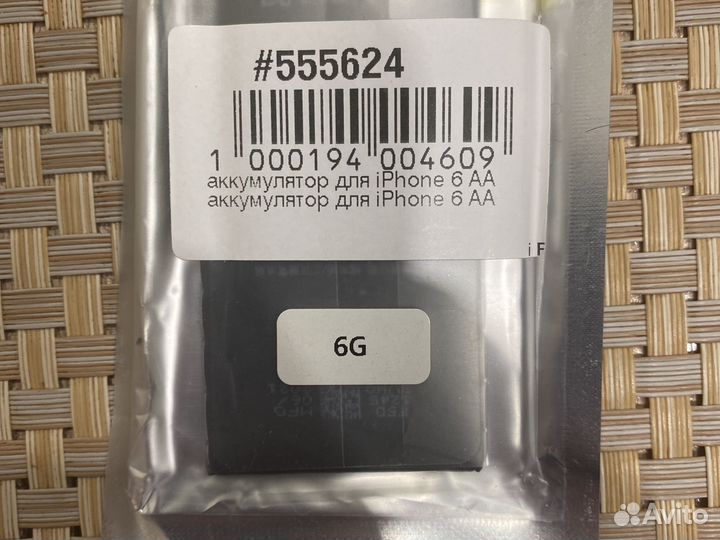 #555624
1 000194 004609
аккумулятор для iPhone 6 AA
аккумулятор для iPhone 6 AA
i F
6G
Avito